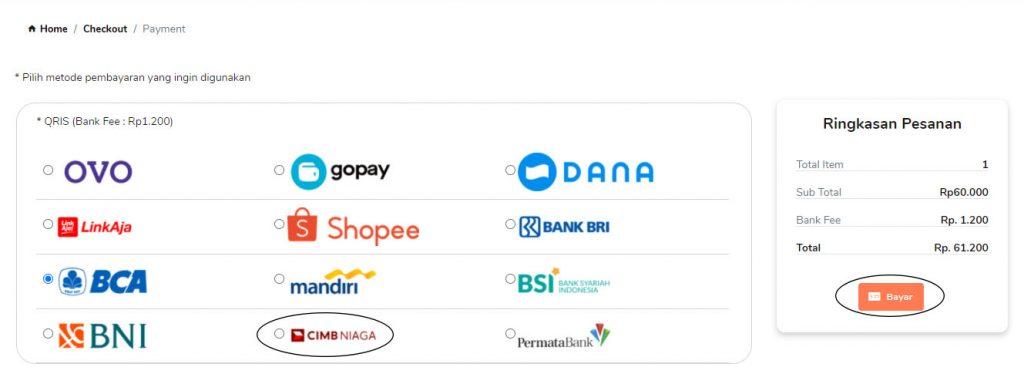 Home / Checkout / Payment
* Pilih metode pembayaran yang ingin digunakan
* QRIS (Bank Fee : Rp1.200)
OVO
gopay
DANA
Link Aja! LinkAja
S Shopee
BANK BRI
BCA
mandiri
BSI BANK SYARIAH INDONESIA
BNI
CIMB NIAGA
PermataBank
Ringkasan Pesanan
Total Item 1
Sub Total Rp60.000
Bank Fee Rp. 1.200
Total Rp. 61.200
Bayar